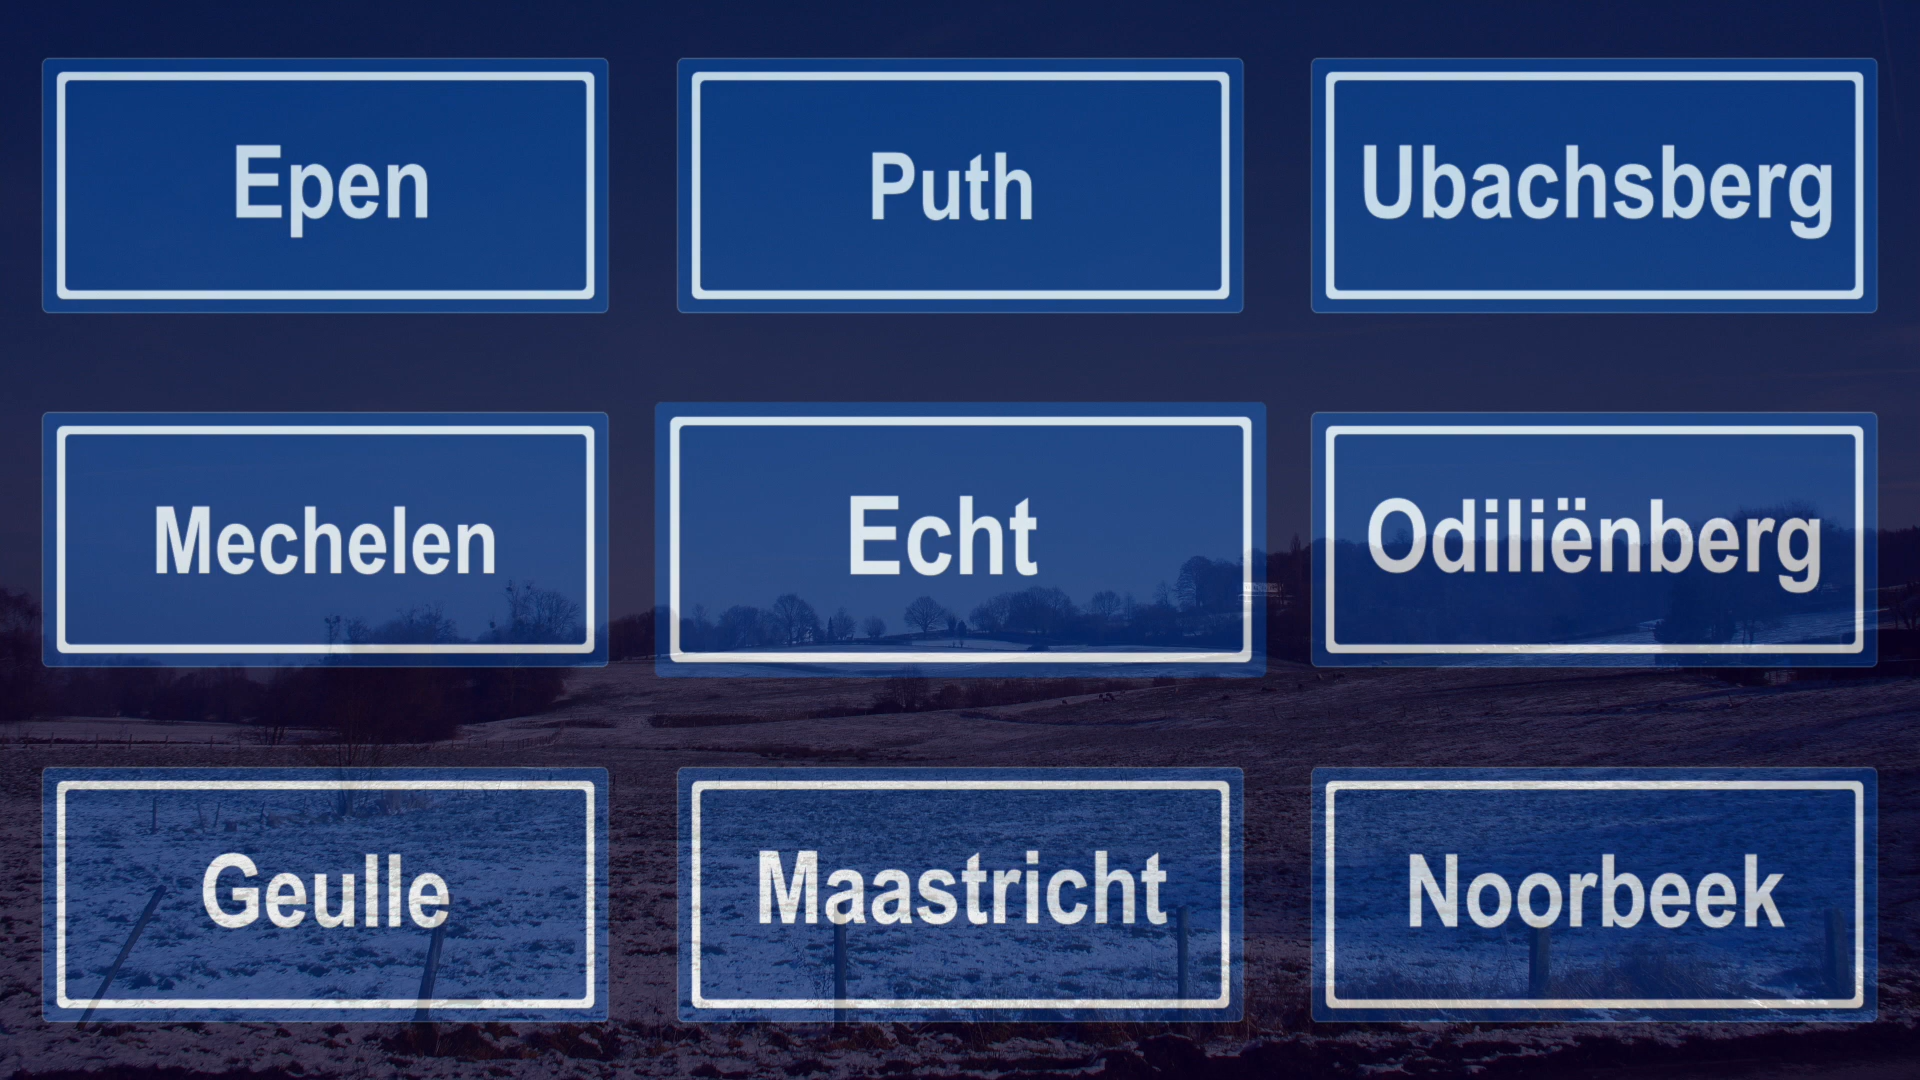 Epen
Puth
Ubachsberg
Mechelen
Echt
Odiliënberg
Geulle
Maastricht
Noorbeek